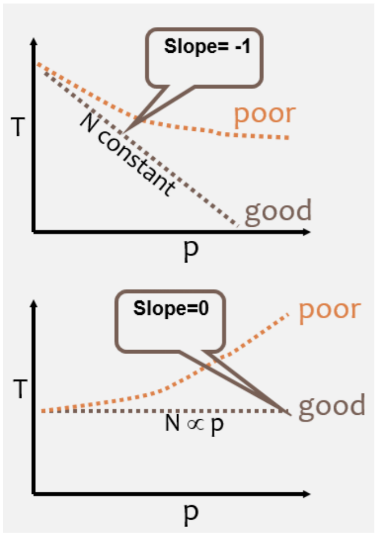 Slope= -1
T
poor
N constant
good
p
Slope=0
poor
T
good
N ∝ p
p